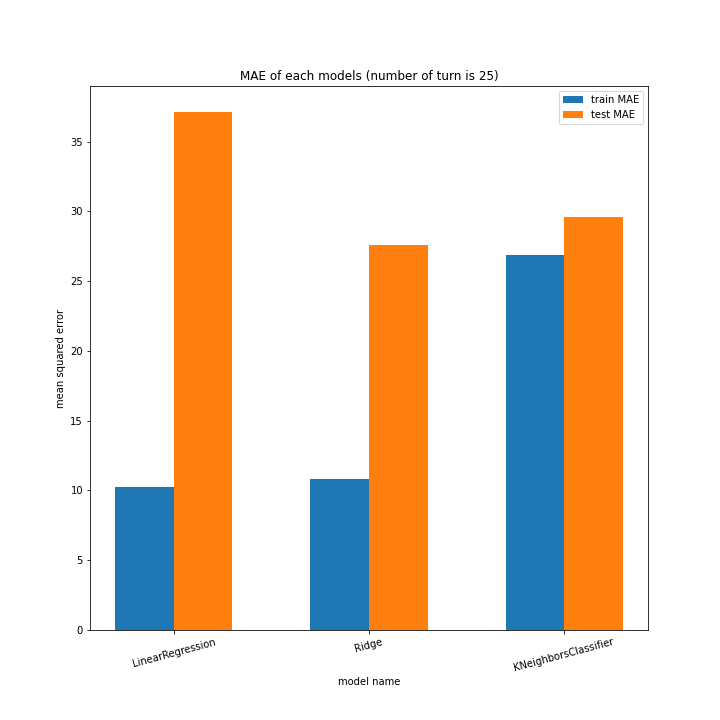 MAE of each models (number of turn is 25)
train MAE
test MAE
mean squared error
35
30
25
20
15
10
5
0
LinearRegression
Ridge
KNeighborsClassifier
model name